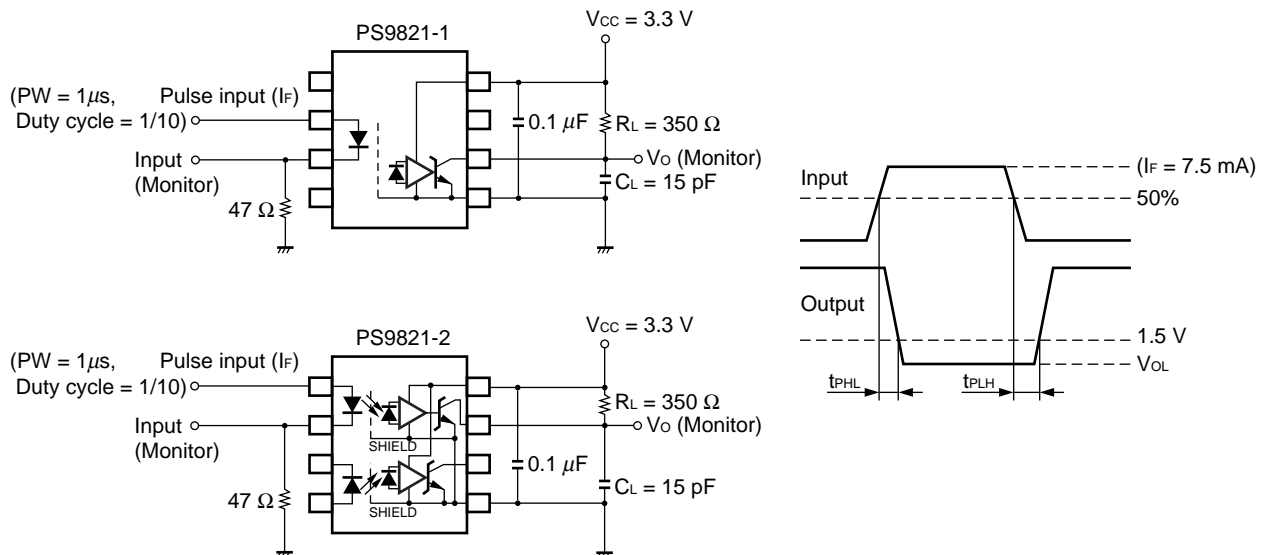 PS9821-1
VCC = 3.3 V
(PW = 1μs, Pulse input (IF)
Duty cycle = 1/10)
Input
(Monitor)
47 Ω
0.1 μF
RL = 350 Ω
VO (Monitor)
CL = 15 pF
PS9821-2
VCC = 3.3 V
(PW = 1μs, Pulse input (IF)
Duty cycle = 1/10)
Input
(Monitor)
47 Ω
SHIELD
SHIELD
RL = 350 Ω
VO (Monitor)
0.1 μF
CL = 15 pF
Input
(IF = 7.5 mA)
50%
Output
1.5 V
VOL
tPHL
tPLH